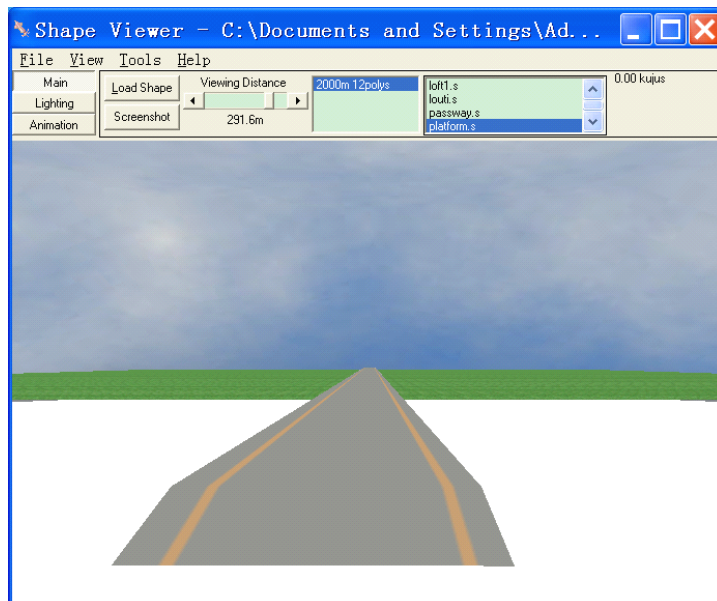 Shape Viewer - C:\Documents and Settings\Ad...
File View Tools Help
Main
Lighting
Animation
Load Shape
Screenshot
Viewing Distance
291.6m
2000m 12polys
loft1.s
louti.s
passway.s
platform.s
0.00 kujus